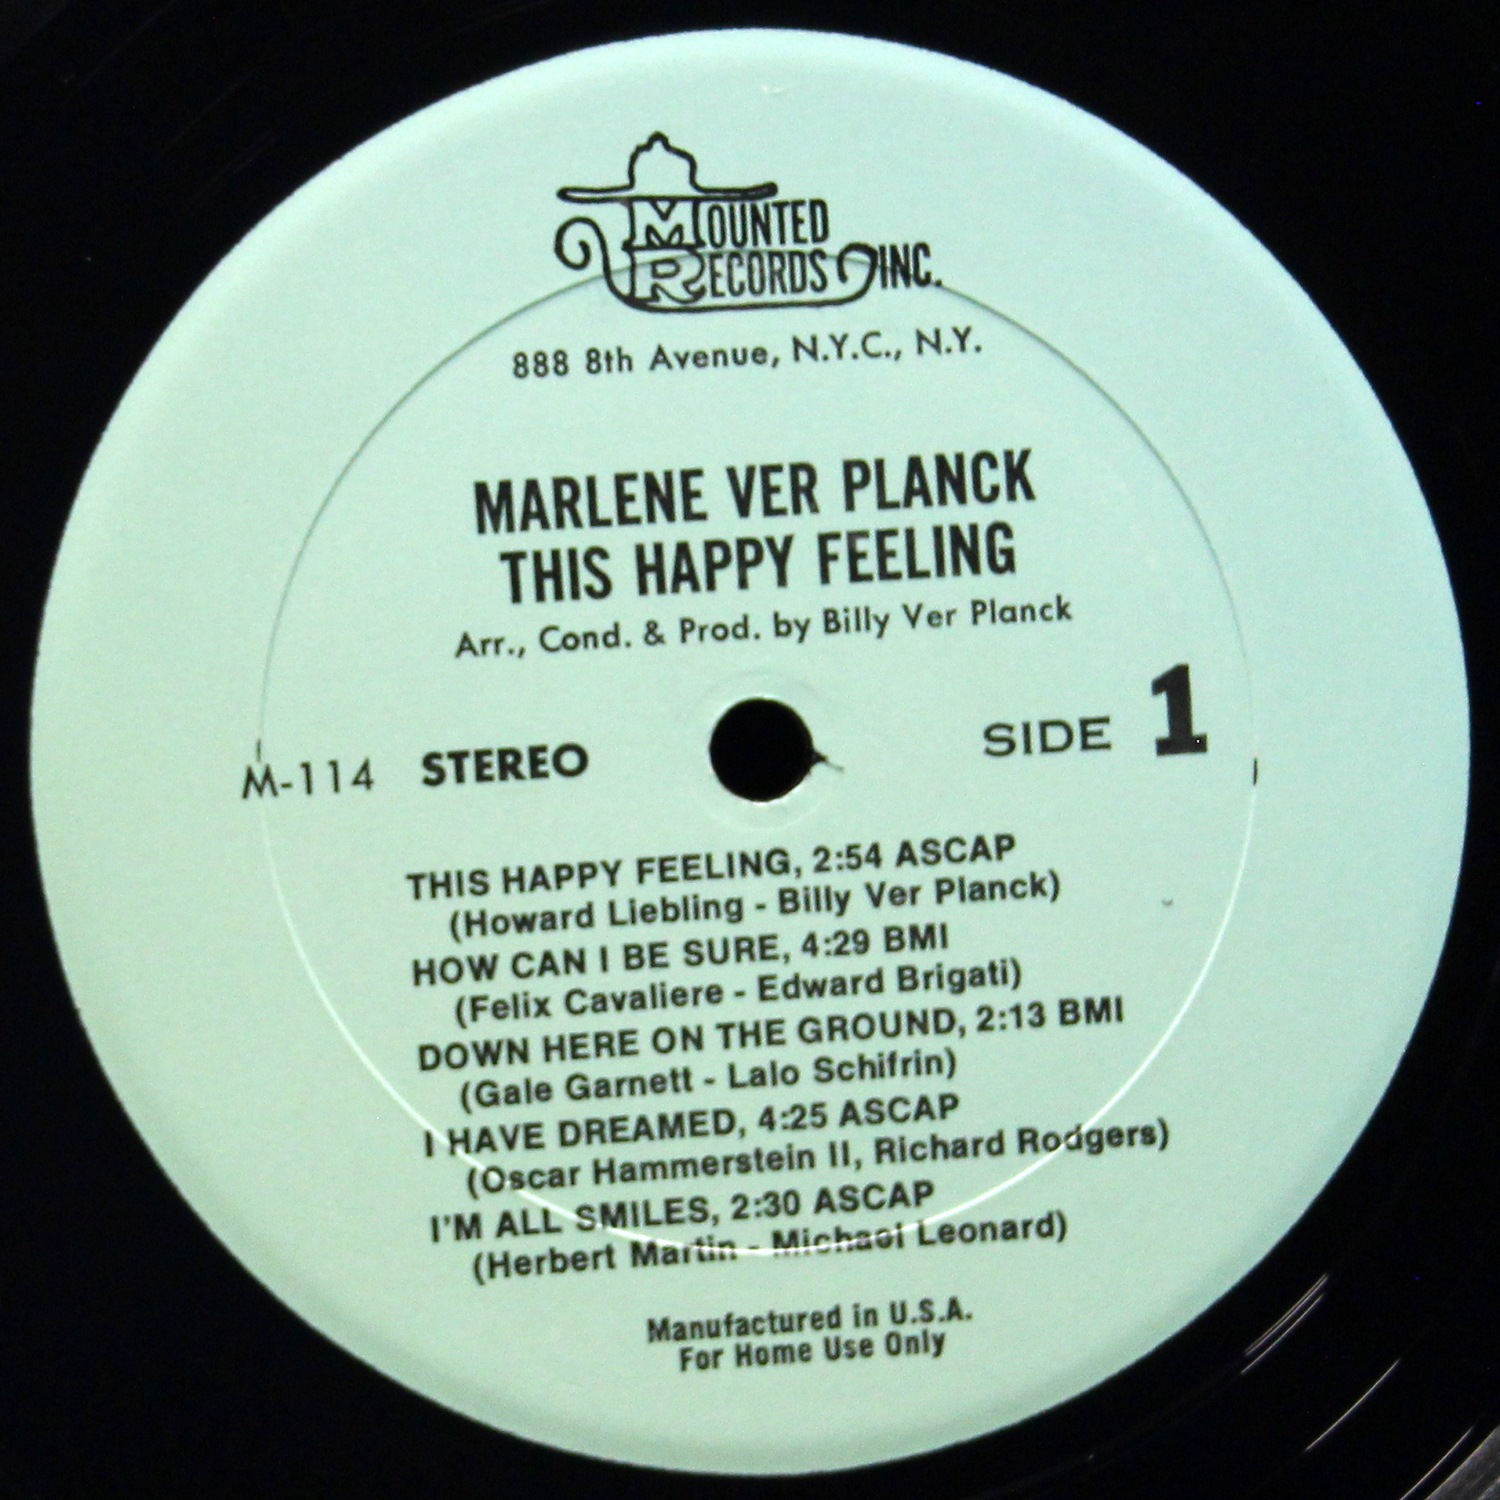 MOUNTED
RECORDS INC.
888 8th Avenue, N.Y.C., N.Y.
MARLENE VER PLANCK
THIS HAPPY FEELING
Arr., Cond. & Prod. by Billy Ver Planck
M-114 STEREO SIDE 1
THIS HAPPY FEELING, 2:54 ASCAP
(Howard Liebling - Billy Ver Planck)
HOW CAN I BE SURE, 4:29 BMI
(Felix Cavaliere - Edward Brigati)
DOWN HERE ON THE GROUND, 2:13 BMI
(Gale Garnett - Lalo Schifrin)
I HAVE DREAMED, 4:25 ASCAP
(Oscar Hammerstein II, Richard Rodgers)
I'M ALL SMILES, 2:30 ASCAP
(Herbert Martin - Michael Leonard)
Manufactured in U.S.A.
For Home Use Only